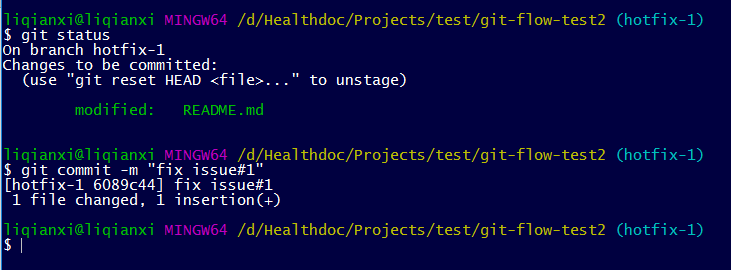 liqianxi@liqianxi MINGW64 /d/Healthdoc/Projects/test/git-flow-test2 (hotfix-1)
$ git status
On branch hotfix-1
Changes to be committed:
  (use "git reset HEAD <file>..." to unstage)
        modified:   README.md
liqianxi@liqianxi MINGW64 /d/Healthdoc/Projects/test/git-flow-test2 (hotfix-1)
$ git commit -m "fix issue#1"
[hotfix-1 6089c44] fix issue#1
 1 file changed, 1 insertion(+)
liqianxi@liqianxi MINGW64 /d/Healthdoc/Projects/test/git-flow-test2 (hotfix-1)
$